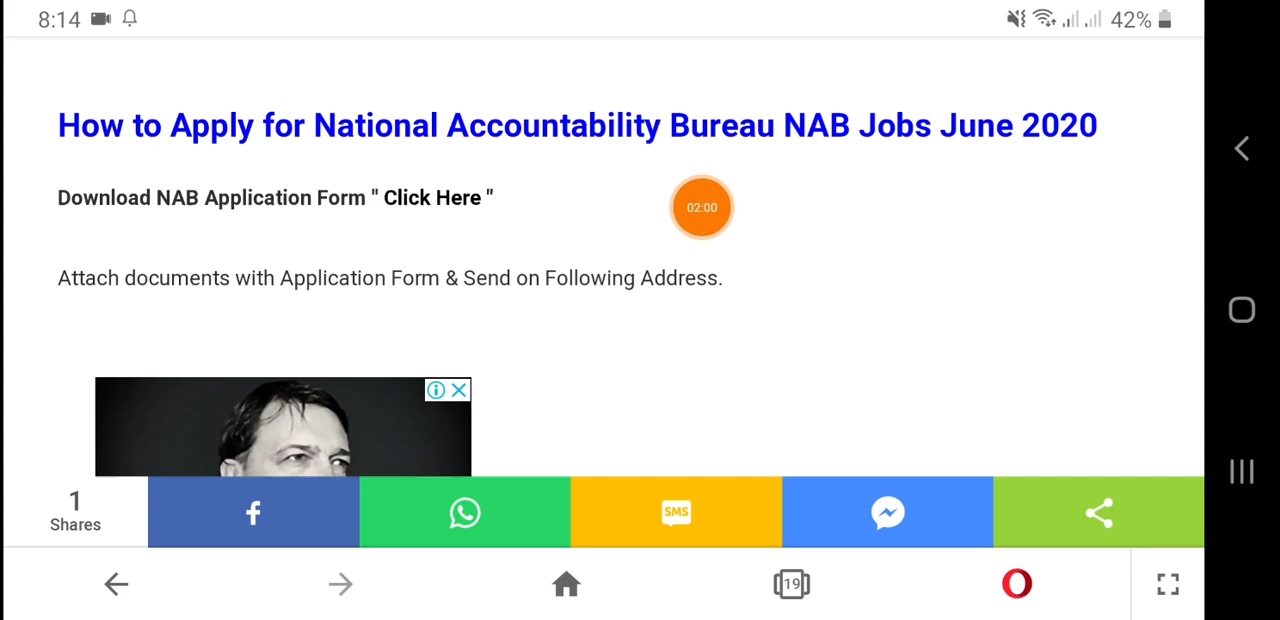 8:14
42%
How to Apply for National Accountability Bureau NAB Jobs June 2020
Download NAB Application Form " Click Here "
02:00
Attach documents with Application Form & Send on Following Address.
1
Shares
f
SMS
19